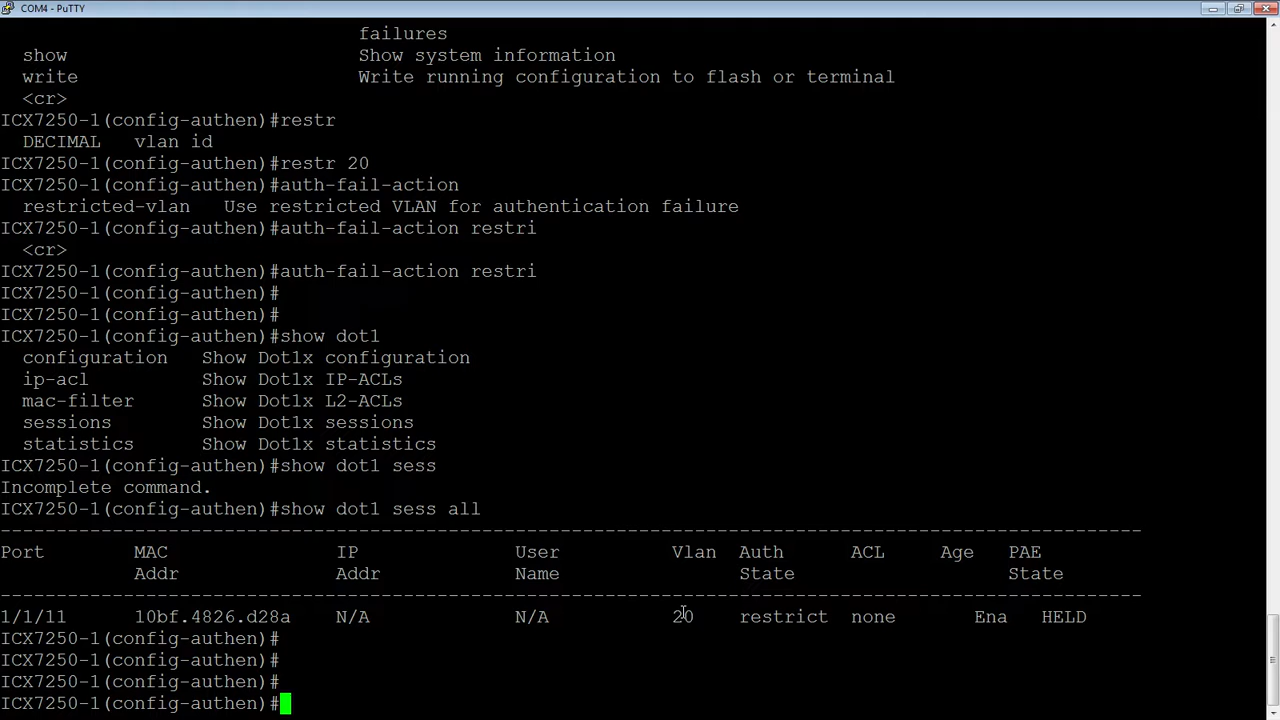 COM4 - PuTTY
failures
show Show system information
write Write running configuration to flash or terminal
<cr>
ICX7250-1(config-authen)#restr
DECIMAL vlan id
ICX7250-1(config-authen)#restr 20
ICX7250-1(config-authen)#auth-fail-action
restricted-vlan Use restricted VLAN for authentication failure
ICX7250-1(config-authen)#auth-fail-action restri
<cr>
ICX7250-1(config-authen)#auth-fail-action restri
ICX7250-1(config-authen)#
ICX7250-1(config-authen)#
ICX7250-1(config-authen)#show dot1
configuration Show Dot1x configuration
ip-acl Show Dot1x IP-ACLs
mac-filter Show Dot1x L2-ACLs
sessions Show Dot1x sessions
statistics Show Dot1x statistics
ICX7250-1(config-authen)#show dot1 sess
Incomplete command.
ICX7250-1(config-authen)#show dot1 sess all
------------------------------------------------------------------------------------------------------
Port MAC IP User Vlan Auth ACL Age PAE
Addr Addr Name State State
------------------------------------------------------------------------------------------------------
1/1/11 10bf.4826.d28a N/A N/A 20 restrict none Ena HELD
ICX7250-1(config-authen)#
ICX7250-1(config-authen)#
ICX7250-1(config-authen)#
ICX7250-1(config-authen)#